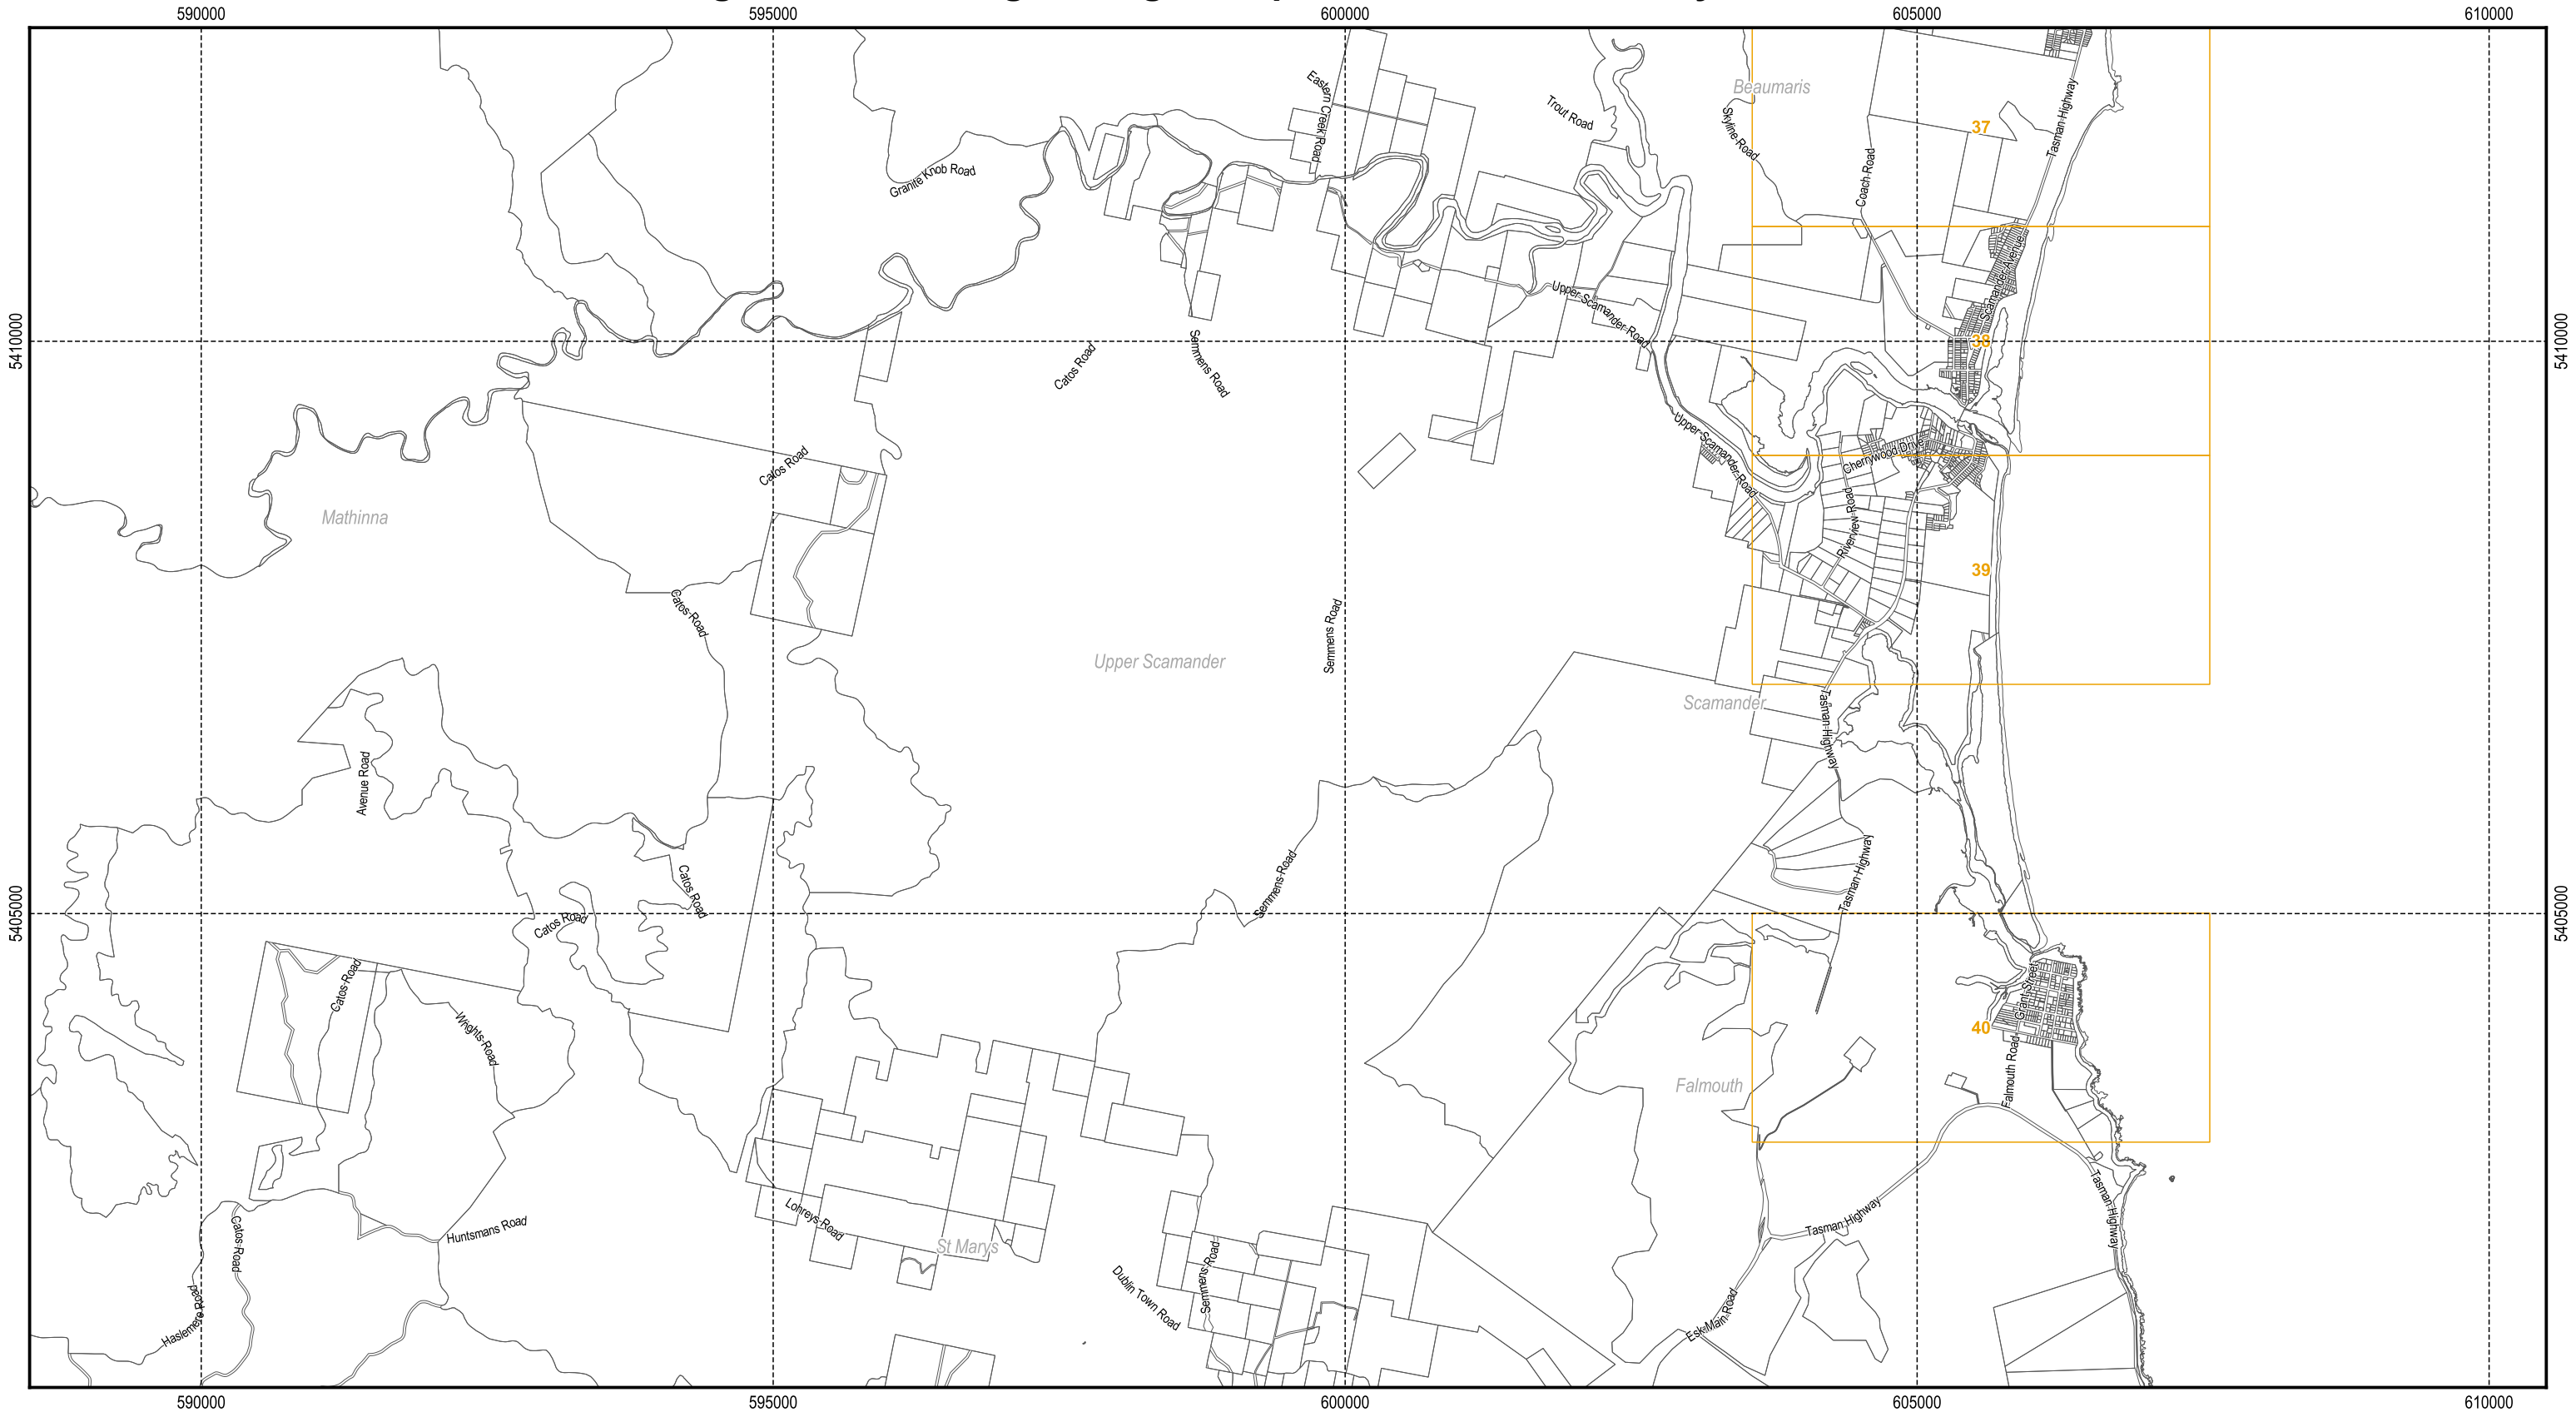 590000
595000
600000
605000
610000
Beaumaris
Eastern Creek Road
Trout Road
Skyline Road
Tasman Highway
37
Granite Knob Road
Coach Road
Scamander Avenue
Upper Scamander Road
5410000
5410000
38
Semmens Road
Catos Road
Upper Scamander Road
Cherrywood Drive
Catos Road
Mathinna
Riverview Road
39
Catos Road
Semmens Road
Upper Scamander
Scamander
Tasman Highway
Avenue Road
Tasman Highway
Semmens Road
Catos Road
Catos Road
5405000
5405000
Catos Road
Grant Street
Wrights Road
40
Falmouth Road
Falmouth
Tasman Highway
Tasman Highway
Lohreys Road
Huntsmans Road
Catos Road
St Marys
Semmens Road
Dublin Town Road
Haslemere Road
Esk Main Road
590000
595000
600000
605000
610000